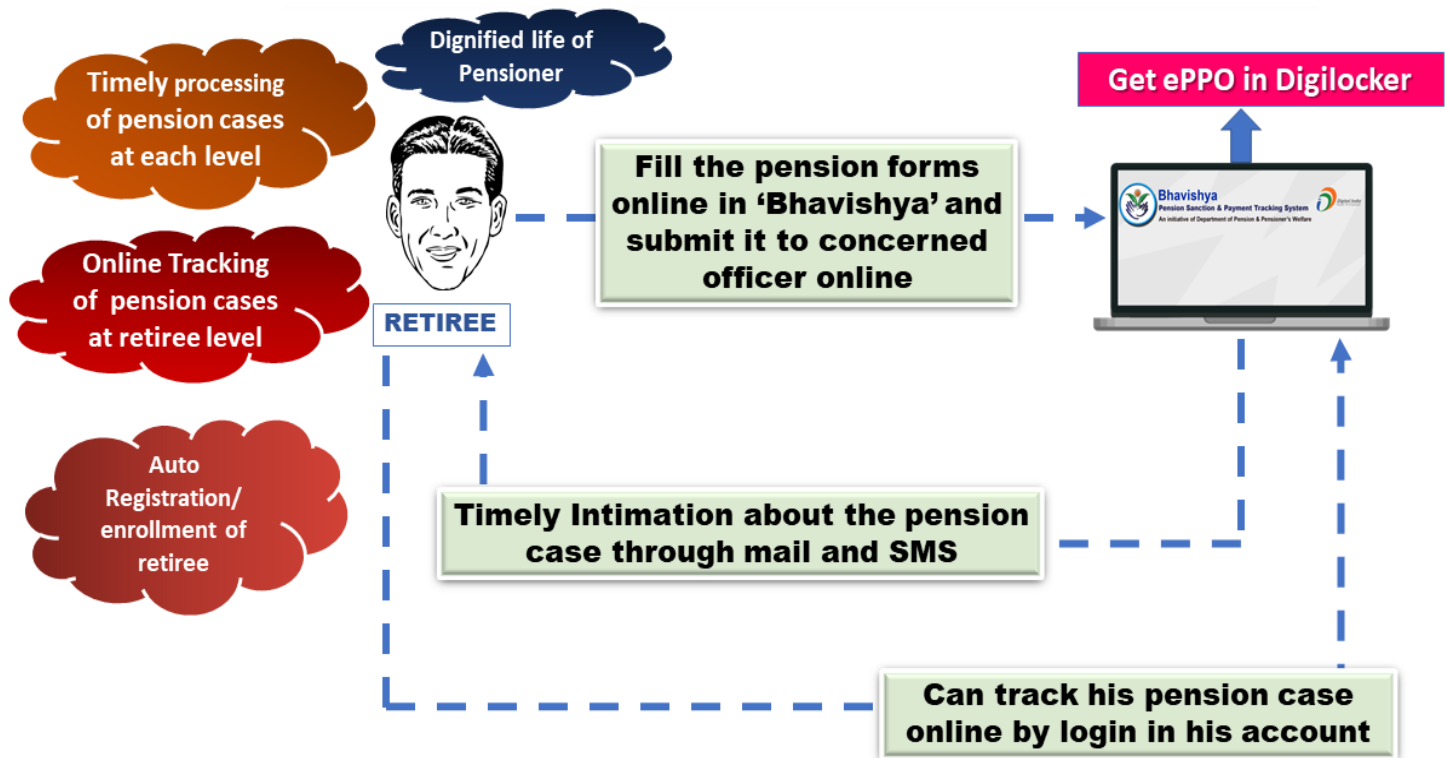 Dignified life of
Pensioner
Timely processing
of pension cases
at each level
Get ePPO in Digilocker
Fill the pension forms
online in ‘Bhavishya’ and
submit it to concerned
officer online
Bhavishya
Pension Sanction & Payment Tracking System
An initiative of Department of Pension & Pensioner's Welfare
Digital India
Online Tracking
of pension cases
at retiree level
RETIREE
Auto
Registration/
enrollment of
retiree
Timely Intimation about the pension
case through mail and SMS
Can track his pension case
online by login in his account